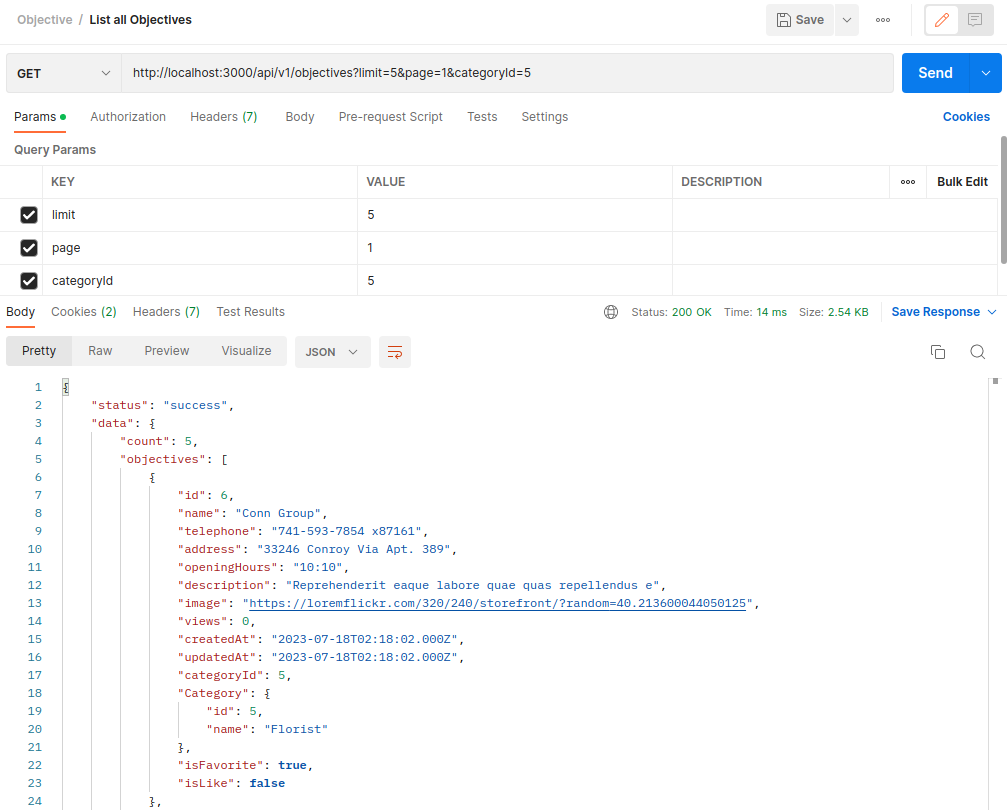 Objective / List all Objectives
Save
GET
http://localhost:3000/api/v1/objectives?limit=5&page=1&categoryId=5
Send
Params Authorization Headers (7) Body Pre-request Script Tests Settings Cookies
Query Params
KEY VALUE DESCRIPTION Bulk Edit
limit 5
page 1
categoryId 5
Body Cookies (2) Headers (7) Test Results Status: 200 OK Time: 14 ms Size: 2.54 KB Save Response
Pretty Raw Preview Visualize JSON
1 {
2 "status": "success",
3 "data": {
4 "count": 5,
5 "objectives": [
6 {
7 "id": 6,
8 "name": "Conn Group",
9 "telephone": "741-593-7854 x87161",
10 "address": "33246 Conroy Via Apt. 389",
11 "openingHours": "10:10",
12 "description": "Reprehenderit eaque labore quae quas repellendus e",
13 "image": "https://loremflickr.com/320/240/storefront/?random=40.213600044050125",
14 "views": 0,
15 "createdAt": "2023-07-18T02:18:02.000Z",
16 "updatedAt": "2023-07-18T02:18:02.000Z",
17 "categoryId": 5,
18 "Category": {
19 "id": 5,
20 "name": "Florist"
21 },
22 "isFavorite": true,
23 "isLike": false
24 },